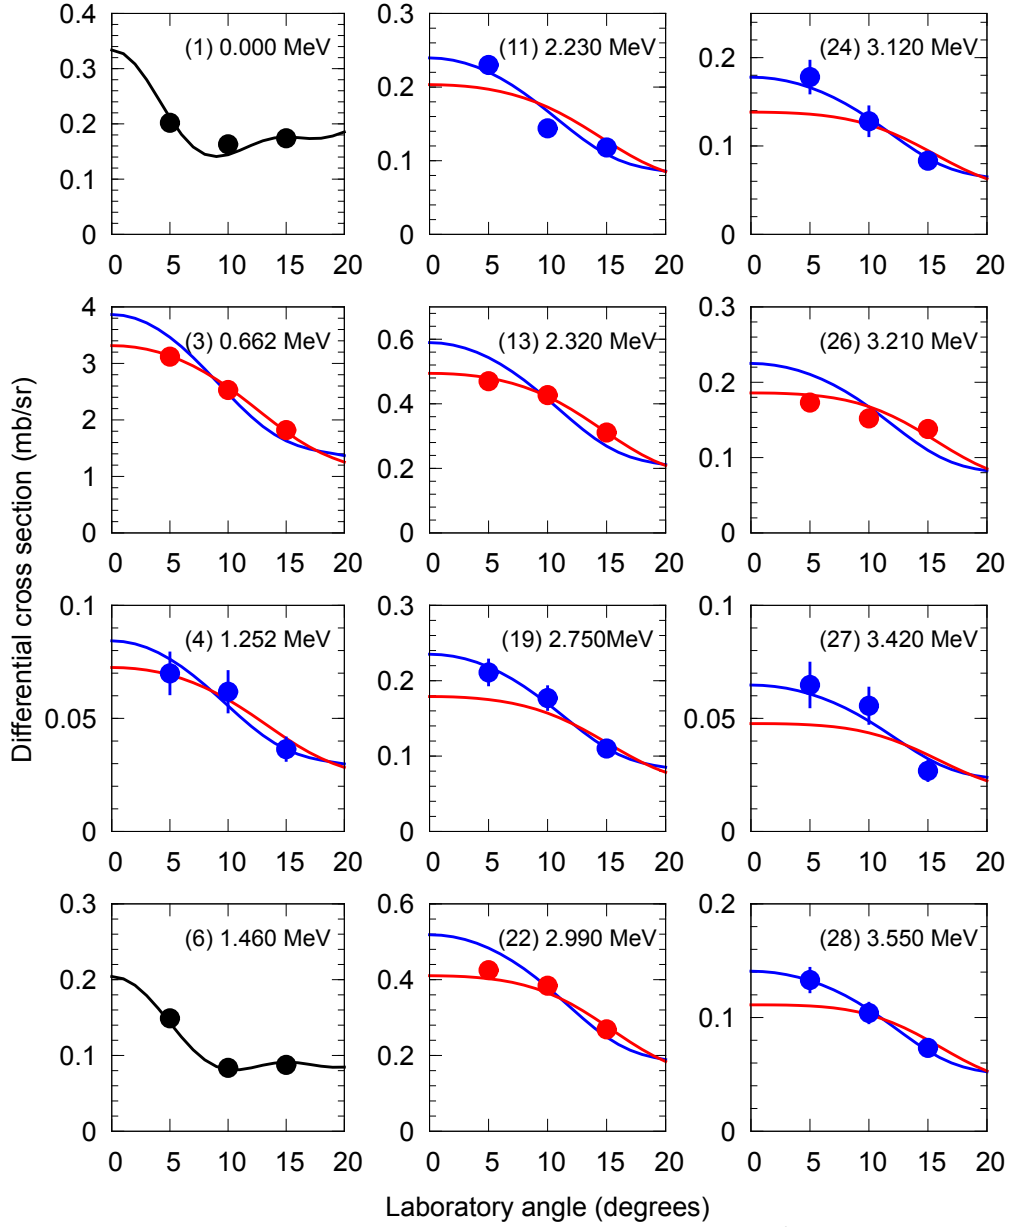 Differential cross section (mb/sr)
(1) 0.000 MeV
0.4
0.3
0.2
0.1
0
0 5 10 15 20
(11) 2.230 MeV
0.3
0.2
0.1
0
0 5 10 15 20
(24) 3.120 MeV
0.2
0.1
0
0 5 10 15 20
(3) 0.662 MeV
4
3
2
1
0
0 5 10 15 20
(13) 2.320 MeV
0.6
0.4
0.2
0
0 5 10 15 20
(26) 3.210 MeV
0.3
0.2
0.1
0
0 5 10 15 20
(4) 1.252 MeV
0.1
0.05
0
0 5 10 15 20
(19) 2.750MeV
0.3
0.2
0.1
0
0 5 10 15 20
(27) 3.420 MeV
0.1
0.05
0
0 5 10 15 20
(6) 1.460 MeV
0.3
0.2
0.1
0
0 5 10 15 20
(22) 2.990 MeV
0.6
0.4
0.2
0
0 5 10 15 20
(28) 3.550 MeV
0.2
0.1
0
0 5 10 15 20
Laboratory angle (degrees)